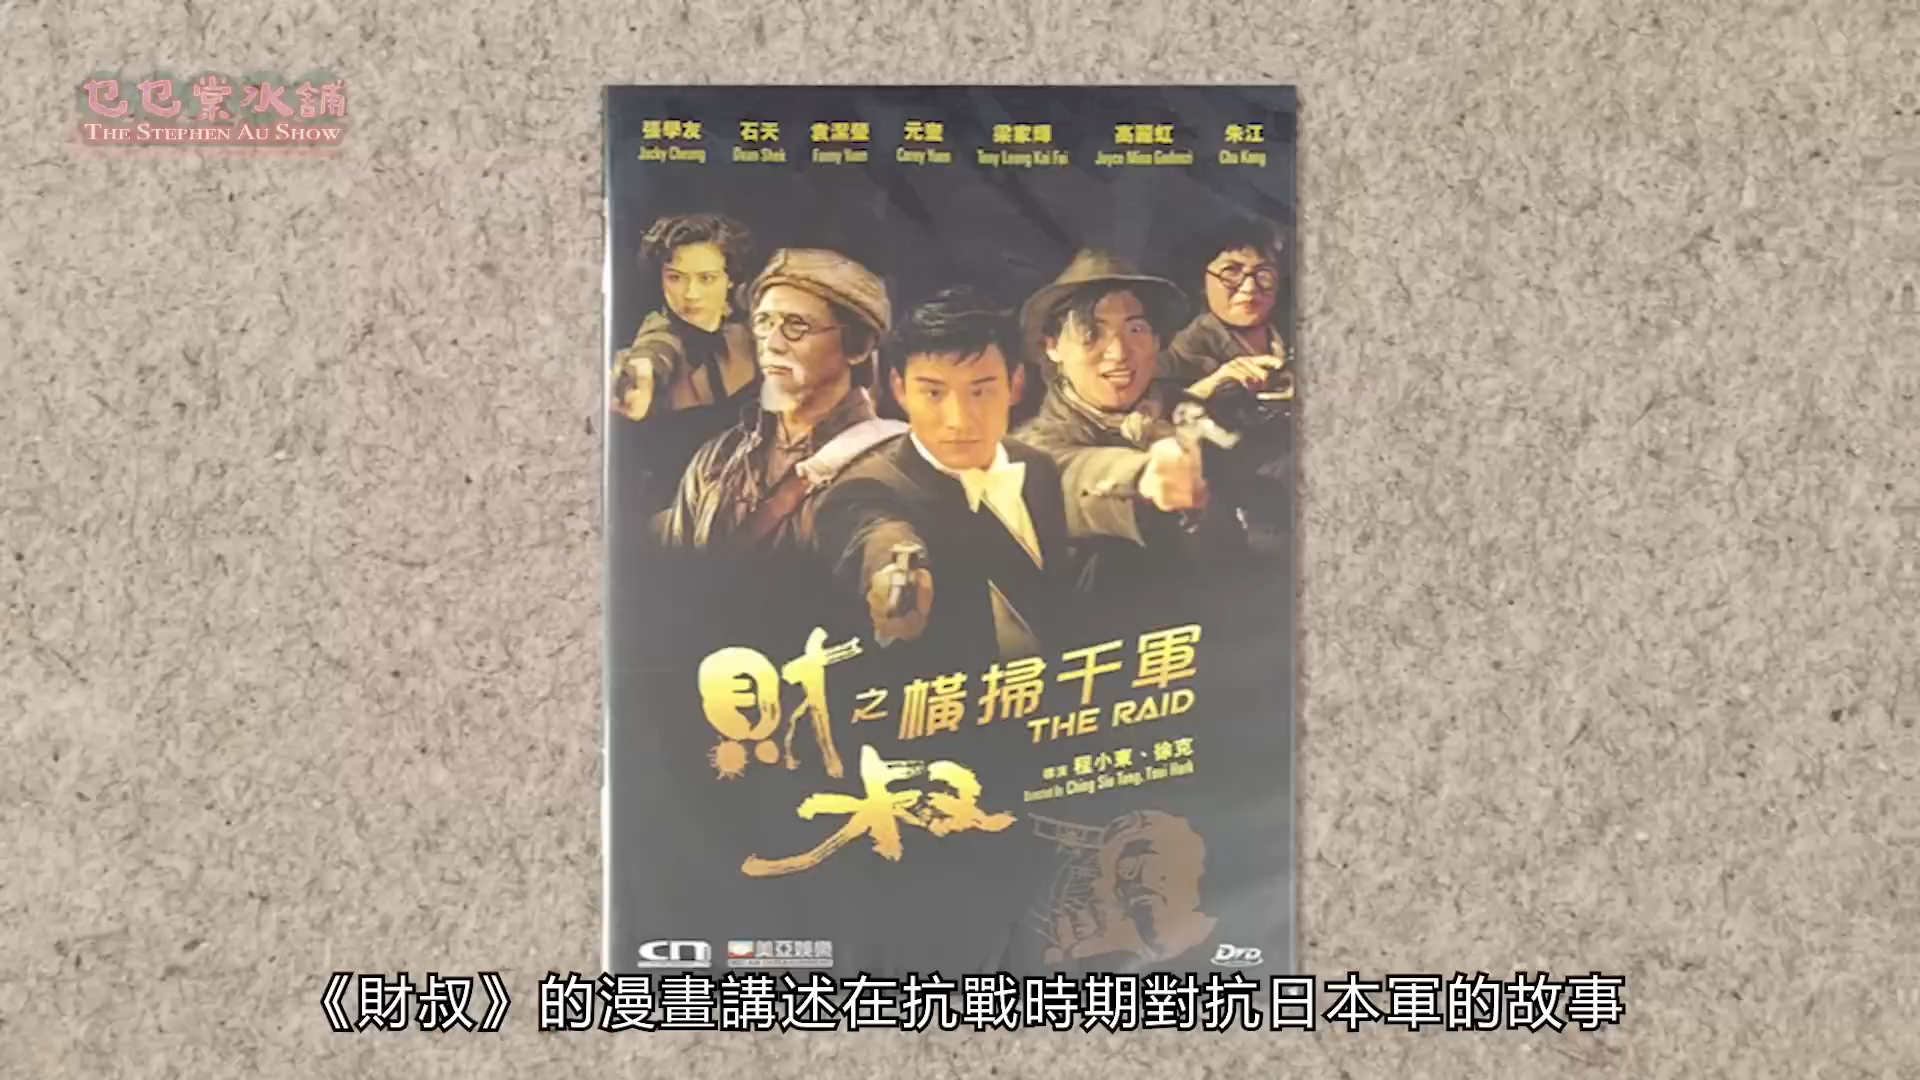 乜乜棠冰舖
THE STEPHEN AU SHOW
張學友 石天 袁潔瑩 元奎 梁家輝 高麗虹 朱江
Jacky Cheung Dean Shek Fanny Yuen Corey Yuen Tony Leung Kai Fai Joyce Mina Godenzi Chu Kong
財叔之橫掃千軍
THE RAID
導演 程小東、徐克
Directed by Ching Siu Tong, Tsui Hark
美亞娛樂
DVD
《財叔》的漫畫講述在抗戰時期對抗日本軍的故事